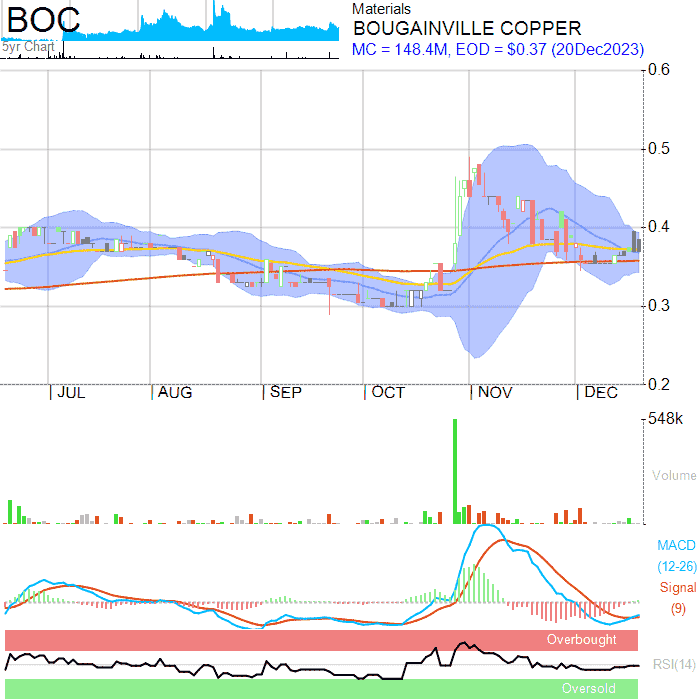 BOC
5yr Chart
Materials
BOUGAINVILLE COPPER
MC = 148.4M, EOD = $0.37 (20Dec2023)
0.6
0.5
0.4
0.3
0.2
JUL
AUG
SEP
OCT
NOV
DEC
548k
Volume
MACD
(12-26)
Signal
(9)
Overbought
RSI(14)
Oversold